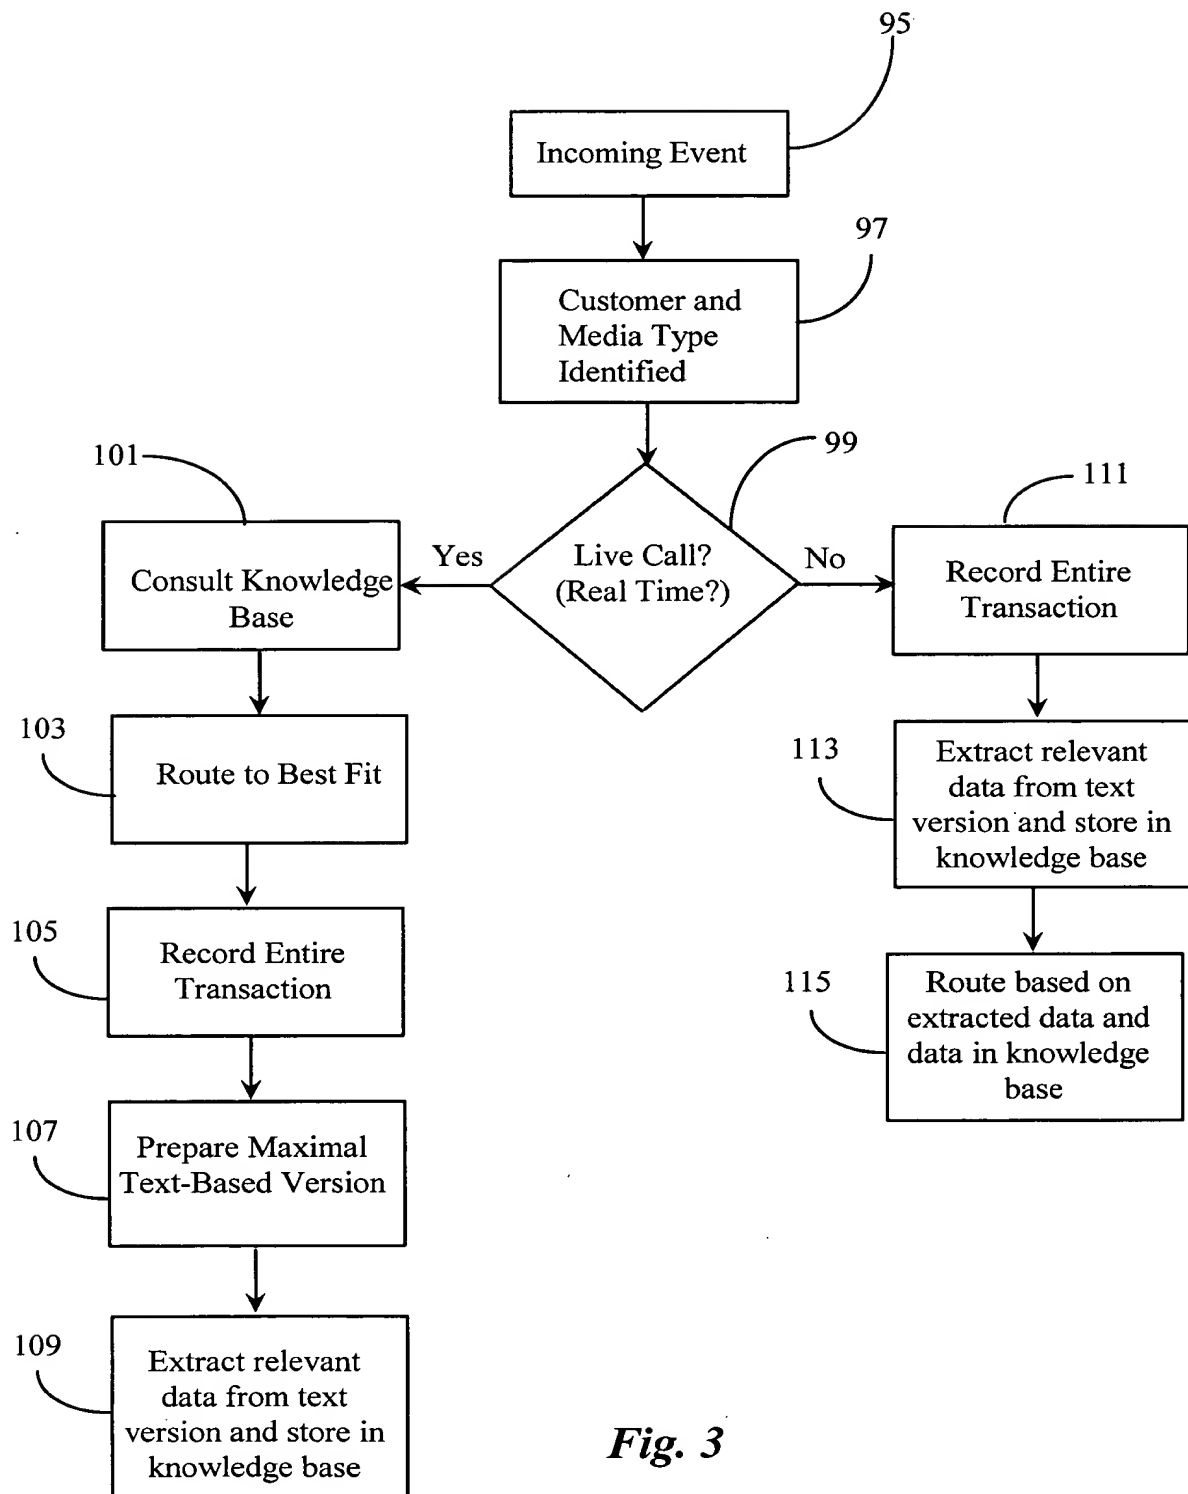 95
Incoming Event
97
Customer and
Media Type
Identified
99
Live Call?
(Real Time?)
Yes
No
101
Consult Knowledge
Base
103
Route to Best Fit
105
Record Entire
Transaction
107
Prepare Maximal
Text-Based Version
109
Extract relevant
data from text
version and store in
knowledge base
111
Record Entire
Transaction
113
Extract relevant
data from text
version and store in
knowledge base
115
Route based on
extracted data and
data in knowledge
base
Fig. 3